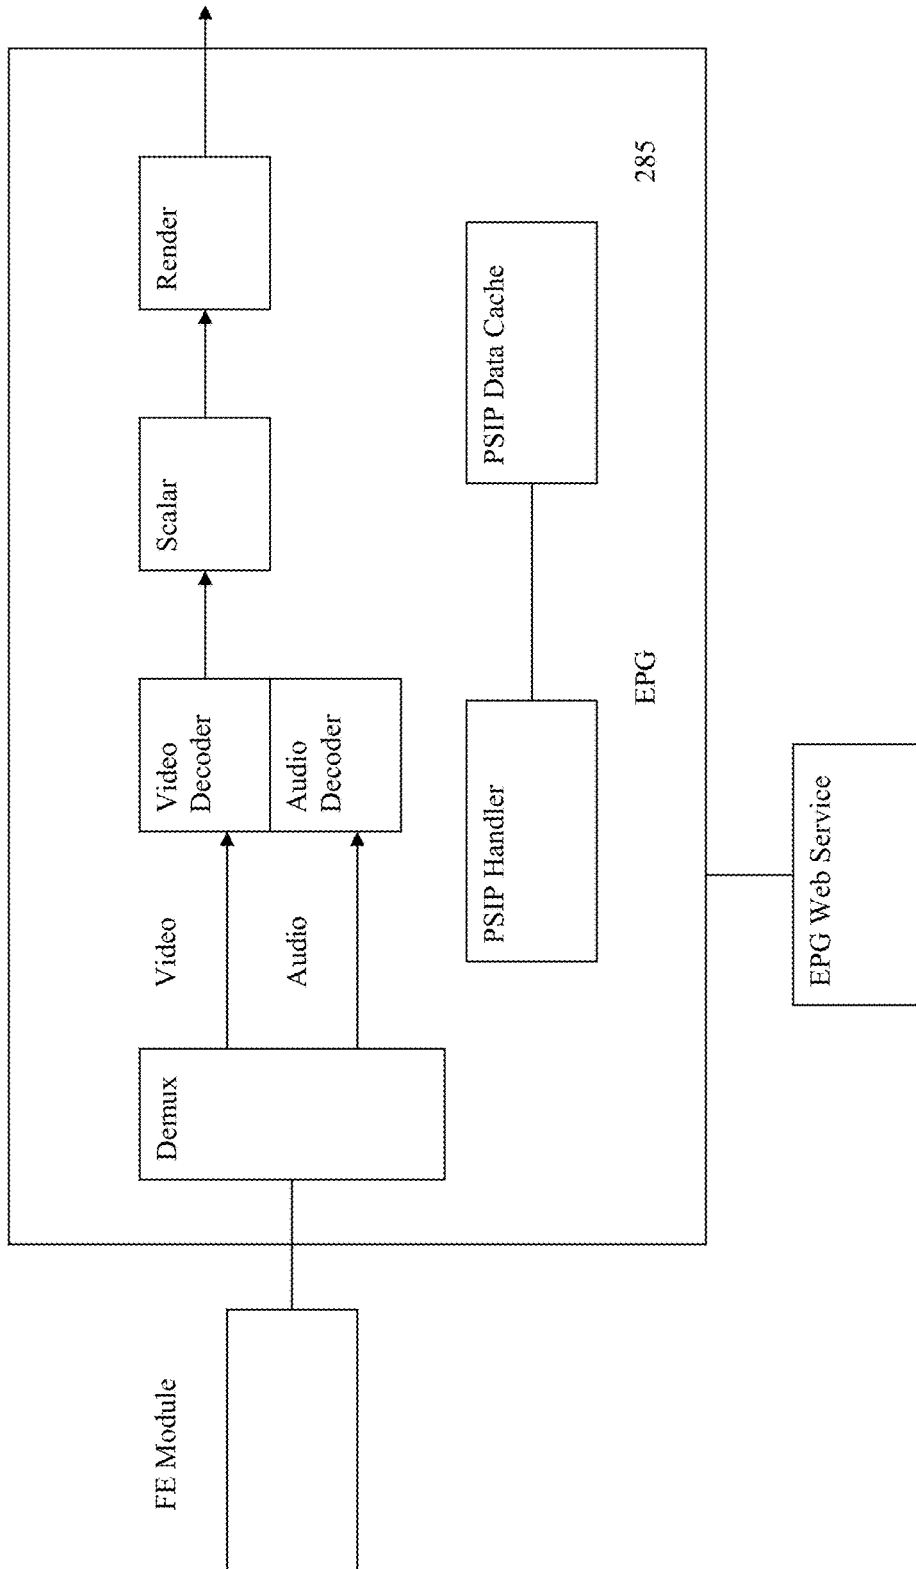 FE Module
Demux
Video
Audio
Video
Decoder
Audio
Decoder
Scalar
Render
PSIP Handler
PSIP Data Cache
EPG
285
EPG Web Service